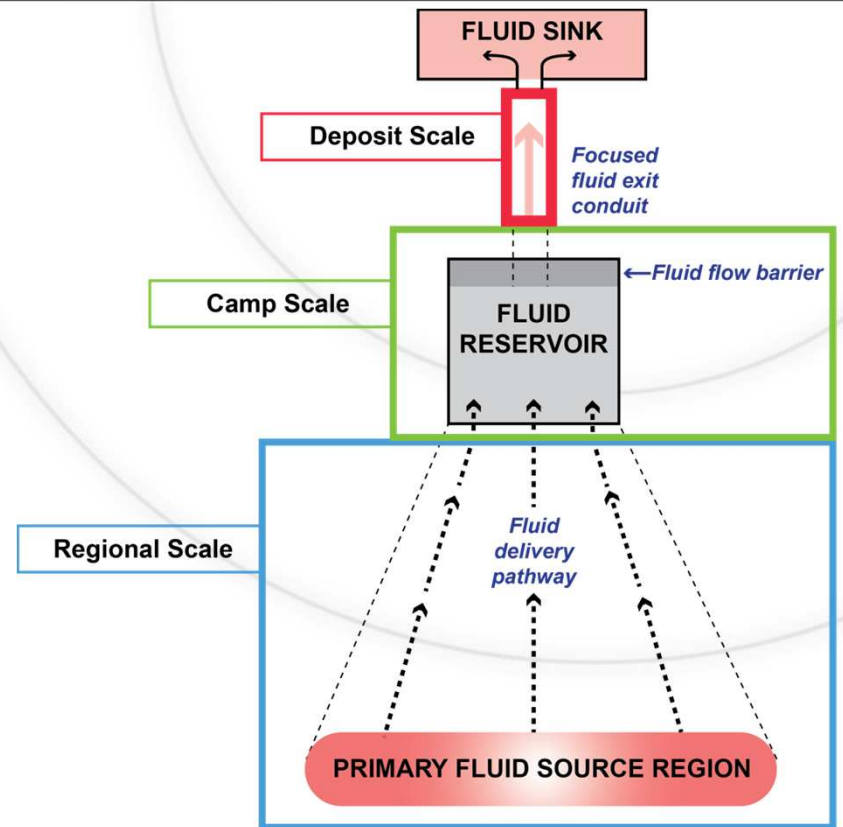 FLUID SINK
Deposit Scale
Focused
fluid exit
conduit
Fluid flow barrier
Camp Scale
FLUID
RESERVOIR
Regional Scale
Fluid
delivery
pathway
PRIMARY FLUID SOURCE REGION